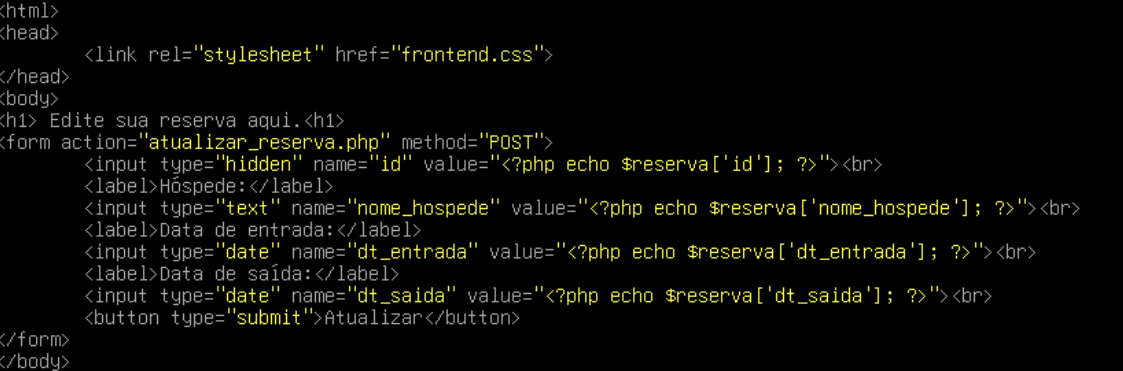 <html>
<head>
        <link rel="stylesheet" href="frontend.css">
</head>
<body>
<h1> Edite sua reserva aqui.<h1>
<form action="atualizar_reserva.php" method="POST">
        <input type="hidden" name="id" value="<?php echo $reserva['id']; ?>"><br>
        <label>Hóspede:</label>
        <input type="text" name="nome_hospede" value="<?php echo $reserva['nome_hospede']; ?>"><br>
        <label>Data de entrada:</label>
        <input type="date" name="dt_entrada" value="<?php echo $reserva['dt_entrada']; ?>"><br>
        <label>Data de saída:</label>
        <input type="date" name="dt_saida" value="<?php echo $reserva['dt_saida']; ?>"><br>
        <button type="submit">Atualizar</button>
</form>
</body>